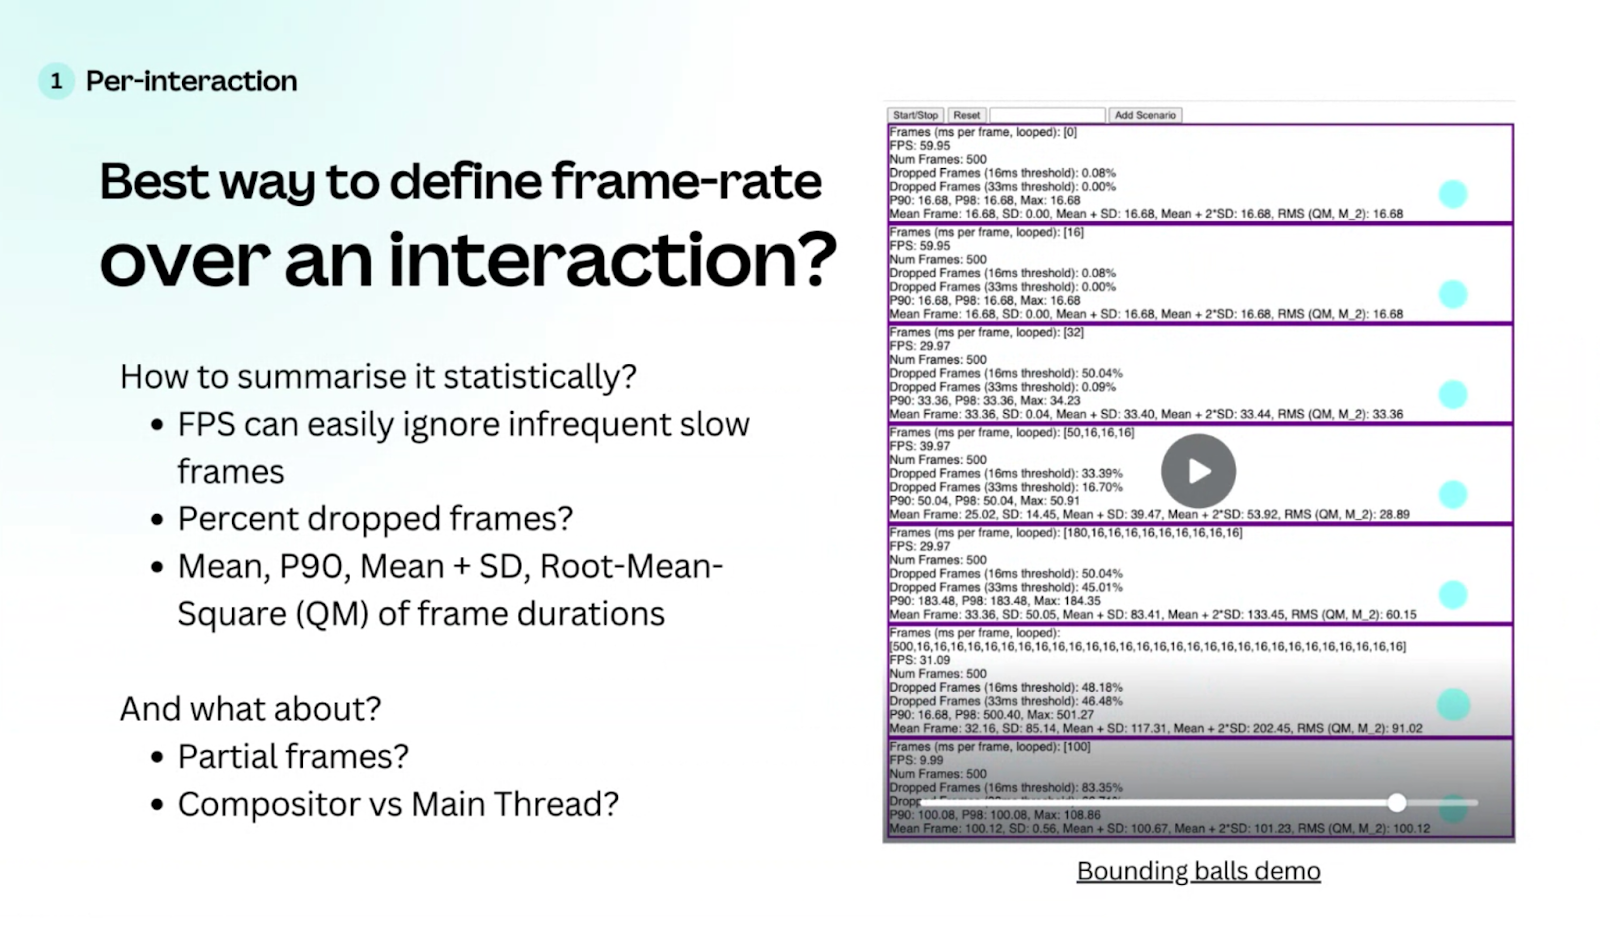 1 Per-interaction
Best way to define frame-rate
over an interaction?
How to summarise it statistically?
• FPS can easily ignore infrequent slow
frames
• Percent dropped frames?
• Mean, P90, Mean + SD, Root-Mean-
Square (QM) of frame durations
And what about?
• Partial frames?
• Compositor vs Main Thread?
Start/Stop Reset Add Scenario
Frames (ms per frame, looped): [0]
FPS: 59.95
Num Frames: 500
Dropped Frames (16ms threshold): 0.08%
Dropped Frames (33ms threshold): 0.00%
P90: 16.68, P98: 16.68, Max: 16.68
Mean Frame: 16.68, SD: 0.00, Mean + SD: 16.68, Mean + 2*SD: 16.68, RMS (QM, M_2): 16.68
Frames (ms per frame, looped): [16]
FPS: 59.95
Num Frames: 500
Dropped Frames (16ms threshold): 0.08%
Dropped Frames (33ms threshold): 0.00%
P90: 16.68, P98: 16.68, Max: 16.68
Mean Frame: 16.68, SD: 0.00, Mean + SD: 16.68, Mean + 2*SD: 16.68, RMS (QM, M_2): 16.68
Frames (ms per frame, looped): [32]
FPS: 29.97
Num Frames: 500
Dropped Frames (16ms threshold): 50.04%
Dropped Frames (33ms threshold): 0.09%
P90: 33.36, P98: 33.36, Max: 34.23
Mean Frame: 33.36, SD: 0.04, Mean + SD: 33.40, Mean + 2*SD: 33.44, RMS (QM, M_2): 33.36
Frames (ms per frame, looped): [50,16,16,16]
FPS: 39.97
Num Frames: 500
Dropped Frames (16ms threshold): 33.39%
Dropped Frames (33ms threshold): 16.70%
P90: 50.04, P98: 50.04, Max: 50.91
Mean Frame: 25.02, SD: 14.45, Mean + SD: 39.47, Mean + 2*SD: 53.92, RMS (QM, M_2): 28.89
Frames (ms per frame, looped): [180,16,16,16,16,16,16,16,16,16]
FPS: 29.97
Num Frames: 500
Dropped Frames (16ms threshold): 50.04%
Dropped Frames (33ms threshold): 45.01%
P90: 183.48, P98: 183.48, Max: 184.35
Mean Frame: 33.36, SD: 50.05, Mean + SD: 83.41, Mean + 2*SD: 133.45, RMS (QM, M_2): 60.15
Frames (ms per frame, looped):
[500,16,16,16,16,16,16,16,16,16,16,16,16,16,16,16,16,16,16,16,16,16,16,16,16,16,16,16,16,16]
FPS: 31.09
Num Frames: 500
Dropped Frames (16ms threshold): 48.18%
Dropped Frames (33ms threshold): 46.48%
P90: 16.68, P98: 500.40, Max: 501.27
Mean Frame: 32.16, SD: 85.14, Mean + SD: 117.31, Mean + 2*SD: 202.45, RMS (QM, M_2): 91.02
Frames (ms per frame, looped): [100]
FPS: 9.99
Num Frames: 500
Dropped Frames (16ms threshold): 83.35%
P90: 100.08, P98: 100.08, Max: 108.86
Mean Frame: 100.12, SD: 0.56, Mean + SD: 100.67, Mean + 2*SD: 101.23, RMS (QM, M_2): 100.12
Bounding balls demo